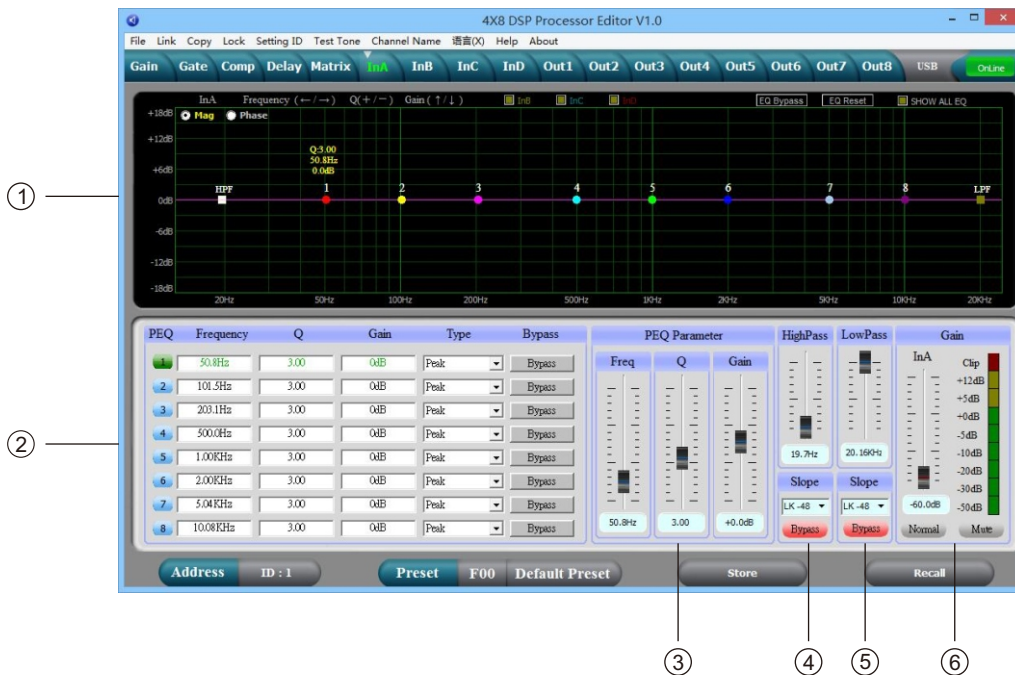 4X8 DSP Processor Editor V1.0
File Link Copy Lock Setting ID Test Tone Channel Name 语言(X) Help About
Gain Gate Comp Delay Matrix InA InB InC InD Out1 Out2 Out3 Out4 Out5 Out6 Out7 Out8 USB OnLine
InA Frequency (←/→) Q(+/−) Gain (↑/↓) InB InC InD EQ Bypass EQ Reset SHOW ALL EQ
+18dB Mag Phase
+12dB
Q:3.00
50.8Hz
+6dB 0.0dB
① HPF 1 2 3 4 5 6 7 8 LPF
0dB
-6dB
-12dB
-18dB
20Hz 50Hz 100Hz 200Hz 500Hz 1KHz 2KHz 5KHz 10KHz 20KHz
PEQ Frequency Q Gain Type Bypass
1 50.8Hz 3.00 0dB Peak Bypass
2 101.5Hz 3.00 0dB Peak Bypass
3 203.1Hz 3.00 0dB Peak Bypass
② 4 500.0Hz 3.00 0dB Peak Bypass
5 1.00KHz 3.00 0dB Peak Bypass
6 2.00KHz 3.00 0dB Peak Bypass
7 5.04KHz 3.00 0dB Peak Bypass
8 10.08KHz 3.00 0dB Peak Bypass
PEQ Parameter
Freq Q Gain
50.8Hz 3.00 +0.0dB
HighPass
19.7Hz
Slope
LK -48
Bypass
LowPass
20.16KHz
Slope
LK -48
Bypass
Gain
InA
Clip
+12dB
+5dB
+0dB
-5dB
-10dB
-20dB
-30dB
-50dB
-60.0dB
Normal Mute
Address ID : 1 Preset F00 Default Preset Store Recall
③ ④ ⑤ ⑥